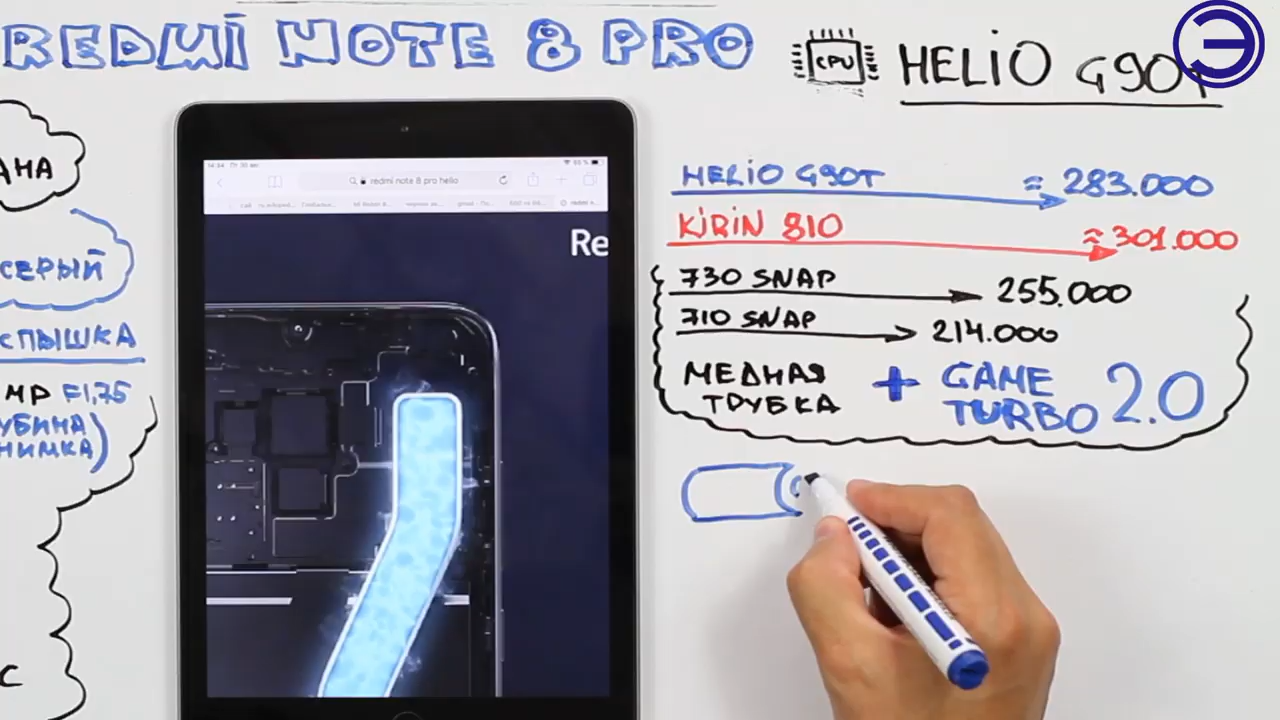 REDMI NOTE 8 PRO
CPU
HELIO G90T
Э
АНА
СЕРЫЙ
СПЫШКА
МР F1,75
УБИНА
НИМКА)
С
redmi note 8 pro helio
Re
HELIO G90T ≈ 283.000
KIRIN 810 ≈ 301.000
730 SNAP 255.000
710 SNAP 214.000
МЕДНАЯ ТРУБКА + GAME TURBO 2.0